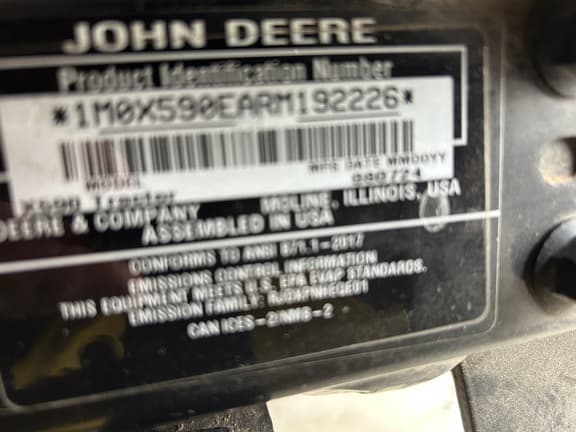 JOHN DEERE
Product Identification Number
*1M0X590EARM192226*
MODEL MFG DATE MMDDYY
X590 Tractor
DEERE & COMPANY MOLINE, ILLINOIS, USA
ASSEMBLED IN USA
CONFORMS TO ANSI B71.1-2017
EMISSIONS CONTROL INFORMATION
THIS EQUIPMENT MEETS U.S. EPA EVAP STANDARDS.
EMISSION FAMILY:
CAN ICES-2/NMB-2